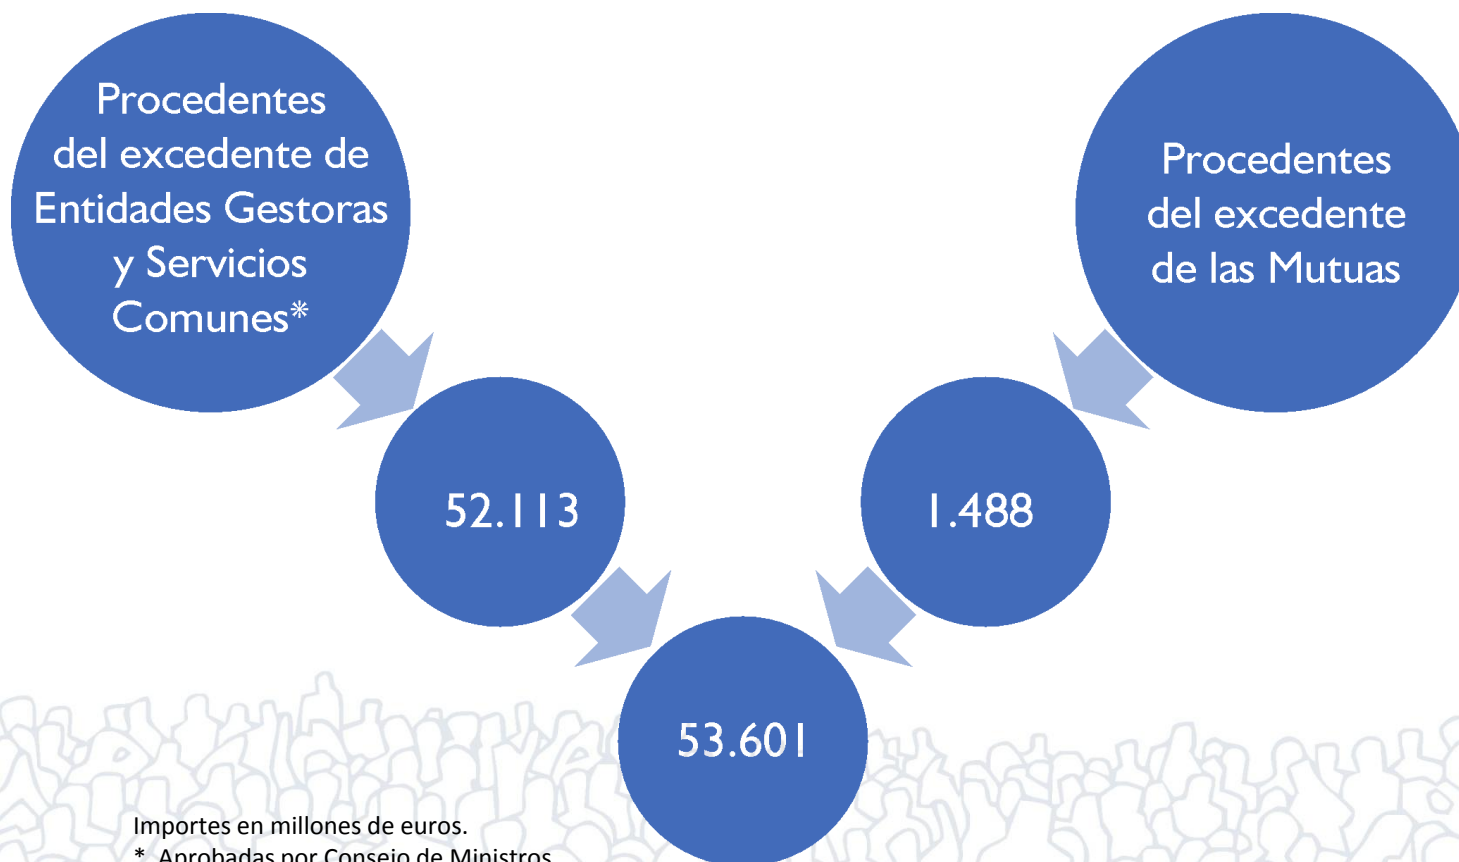 Procedentes
del excedente de
Entidades Gestoras
y Servicios
Comunes*
Procedentes
del excedente
de las Mutuas
52.113
1.488
53.601
Importes en millones de euros.
* Aprobadas por Consejo de Ministros